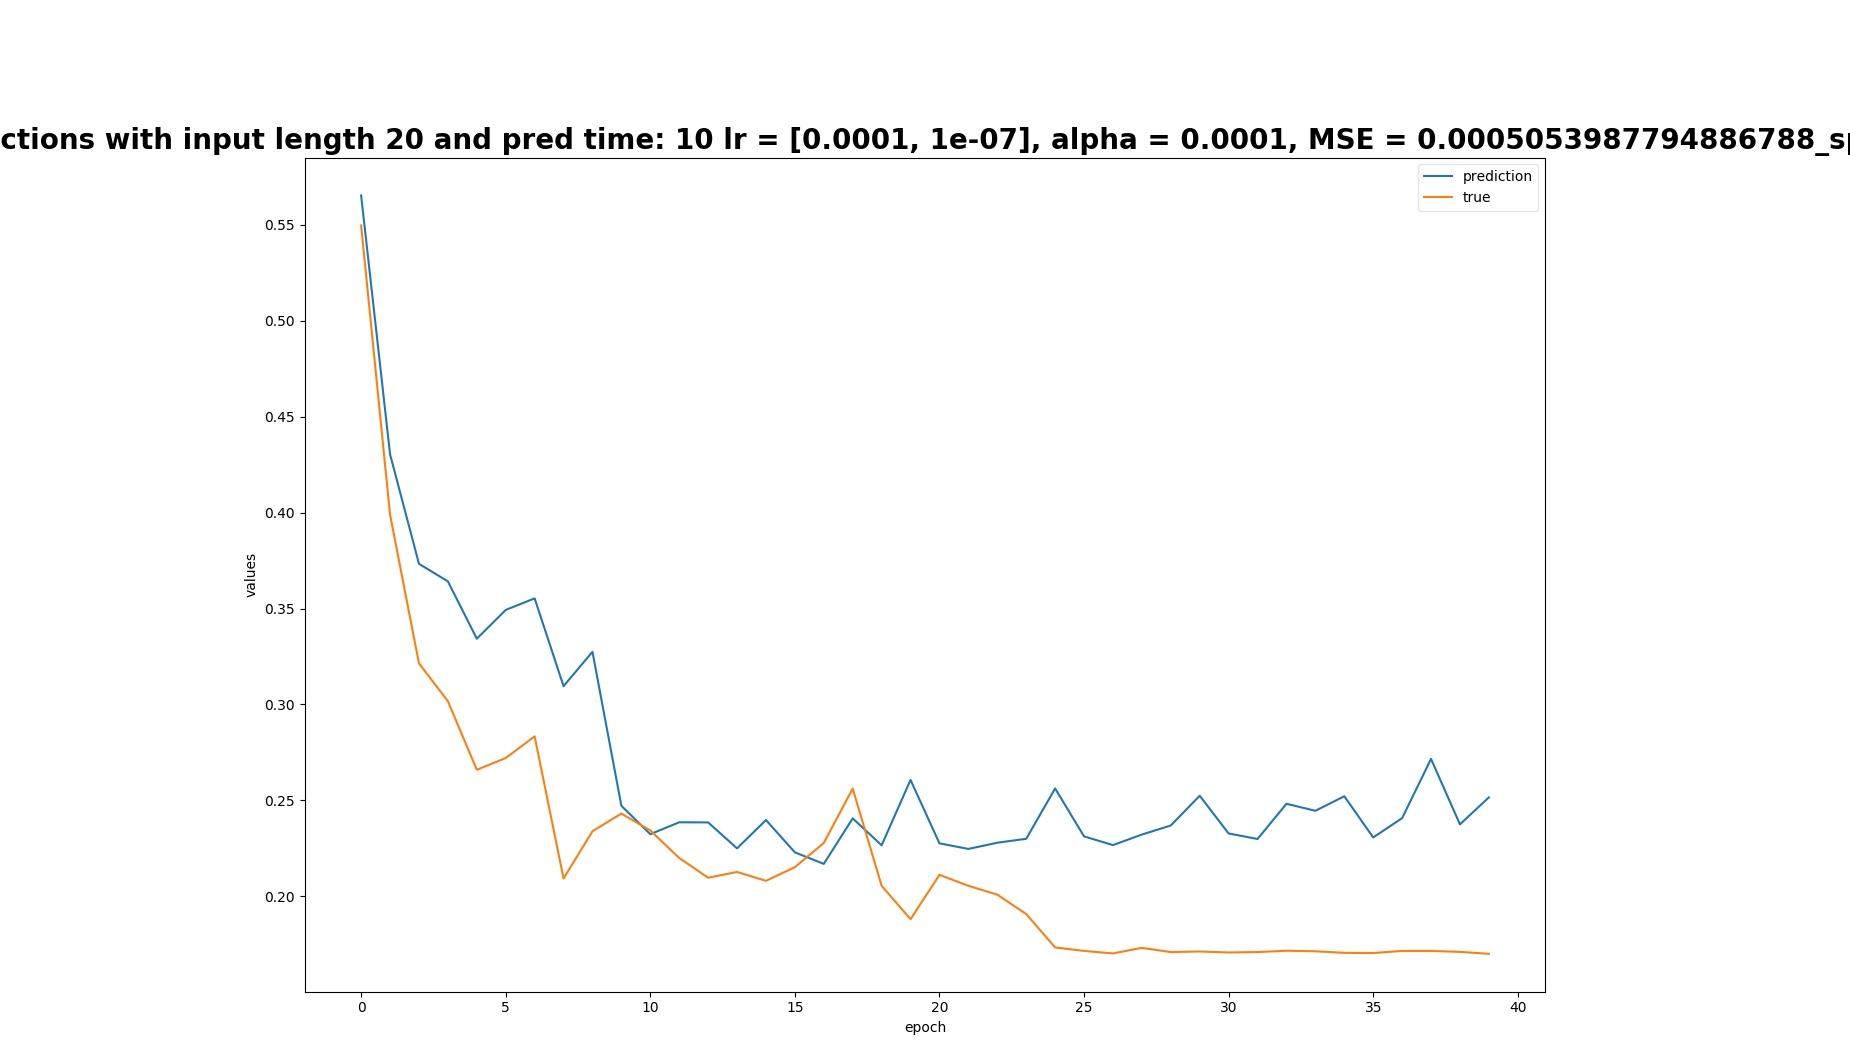 ctions with input length 20 and pred time: 10 lr = [0.0001, 1e-07], alpha = 0.0001, MSE = 0.0005053987794886788_sp
prediction
true
0.55
0.50
0.45
0.40
0.35
0.30
0.25
0.20
values
0 5 10 15 20 25 30 35 40
epoch